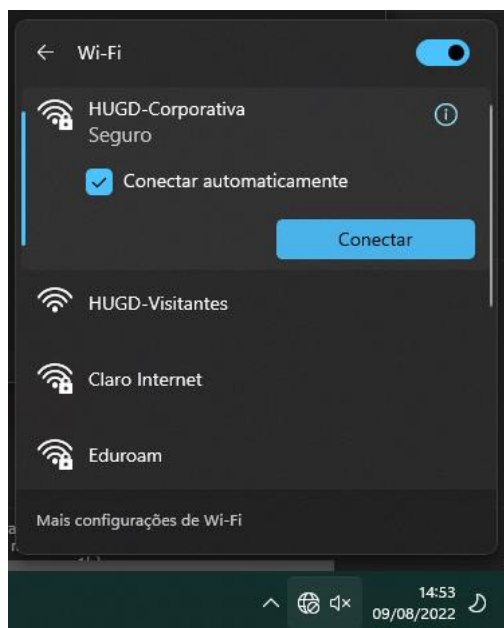 Wi-Fi
HUGD-Corporativa
Seguro
Conectar automaticamente
Conectar
HUGD-Visitantes
Claro Internet
Eduroam
Mais configurações de Wi-Fi
14:53
09/08/2022